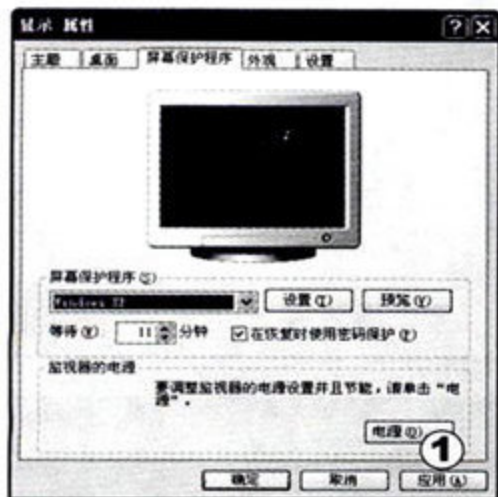 显示 属性
主题 桌面 屏幕保护程序 外观 设置
屏幕保护程序(S)
Windows XP
设置(T) 预览(V)
等待(W): 11 分钟 在恢复时使用密码保护(P)
监视器的电源
要调整监视器的电源设置并且节能，请单击“电
源”。
电源(O)...
1
确定 取消 应用(A)